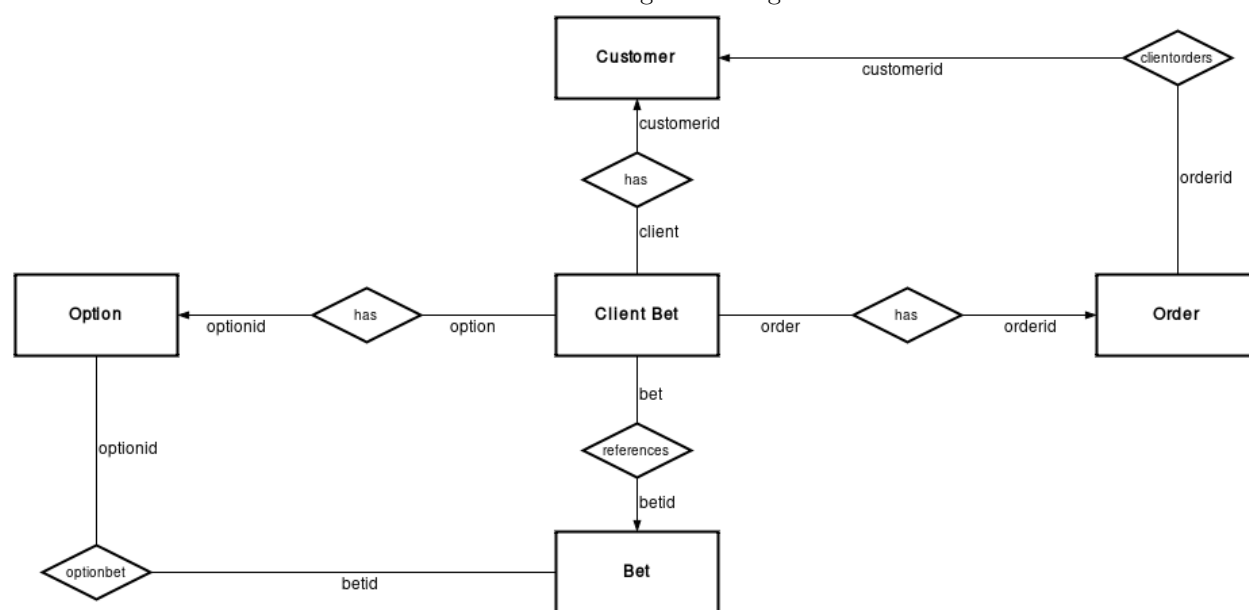 Customer
clientorders
customerid
customerid
has
orderid
client
Option
has
Client Bet
has
Order
optionid
option
order
orderid
bet
optionid
references
betid
optionbet
Bet
betid